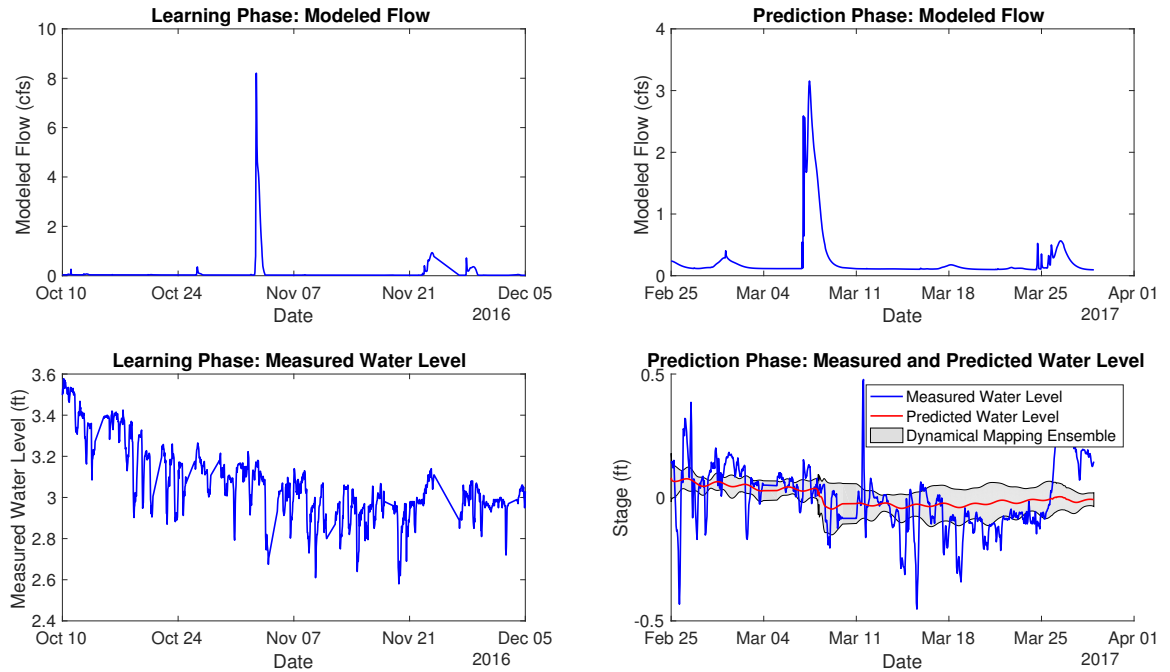 Learning Phase: Modeled Flow
Modeled Flow (cfs)
10
8
6
4
2
0
Oct 10 Oct 24 Nov 07 Nov 21 Dec 05
Date 2016
Prediction Phase: Modeled Flow
Modeled Flow (cfs)
4
3
2
1
0
Feb 25 Mar 04 Mar 11 Mar 18 Mar 25 Apr 01
Date 2017
Learning Phase: Measured Water Level
Measured Water Level (ft)
3.6
3.4
3.2
3
2.8
2.6
2.4
Oct 10 Oct 24 Nov 07 Nov 21 Dec 05
Date 2016
Prediction Phase: Measured and Predicted Water Level
Stage (ft)
0.5
0
-0.5
Measured Water Level
Predicted Water Level
Dynamical Mapping Ensemble
Feb 25 Mar 04 Mar 11 Mar 18 Mar 25 Apr 01
Date 2017